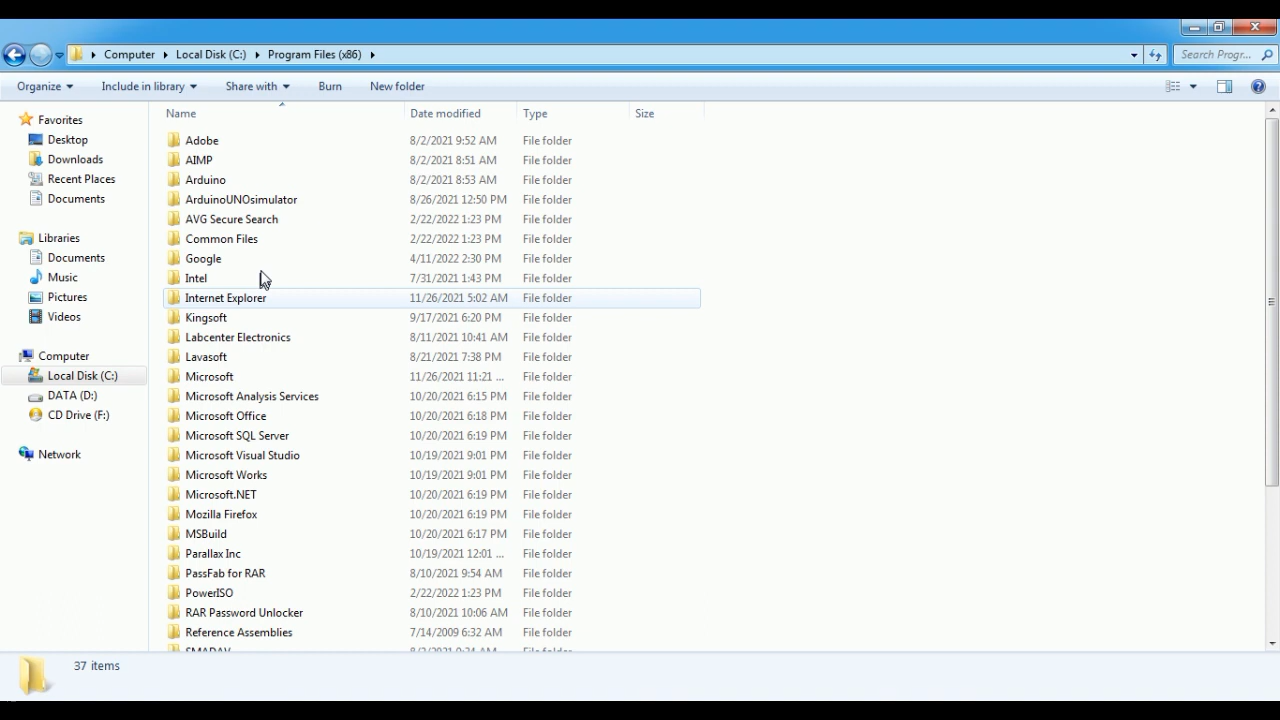 Computer Local Disk (C:) Program Files (x86) Search Progr...
Organize Include in library Share with Burn New folder
Favorites
Desktop
Downloads
Recent Places
Documents
Libraries
Documents
Music
Pictures
Videos
Computer
Local Disk (C:)
DATA (D:)
CD Drive (F:)
Network
Name Date modified Type Size
Adobe 8/2/2021 9:52 AM File folder
AIMP 8/2/2021 8:51 AM File folder
Arduino 8/2/2021 8:53 AM File folder
ArduinoUNOsimulator 8/26/2021 12:50 PM File folder
AVG Secure Search 2/22/2022 1:23 PM File folder
Common Files 2/22/2022 1:23 PM File folder
Google 4/11/2022 2:30 PM File folder
Intel 7/31/2021 1:43 PM File folder
Internet Explorer 11/26/2021 5:02 AM File folder
Kingsoft 9/17/2021 6:20 PM File folder
Labcenter Electronics 8/11/2021 10:41 AM File folder
Lavasoft 8/21/2021 7:38 PM File folder
Microsoft 11/26/2021 11:21 ... File folder
Microsoft Analysis Services 10/20/2021 6:15 PM File folder
Microsoft Office 10/20/2021 6:18 PM File folder
Microsoft SQL Server 10/20/2021 6:19 PM File folder
Microsoft Visual Studio 10/19/2021 9:01 PM File folder
Microsoft Works 10/19/2021 9:01 PM File folder
Microsoft.NET 10/20/2021 6:19 PM File folder
Mozilla Firefox 10/20/2021 6:19 PM File folder
MSBuild 10/20/2021 6:17 PM File folder
Parallax Inc 10/19/2021 12:01 ... File folder
PassFab for RAR 8/10/2021 9:54 AM File folder
PowerISO 2/22/2022 1:23 PM File folder
RAR Password Unlocker 8/10/2021 10:06 AM File folder
Reference Assemblies 7/14/2009 6:32 AM File folder
37 items